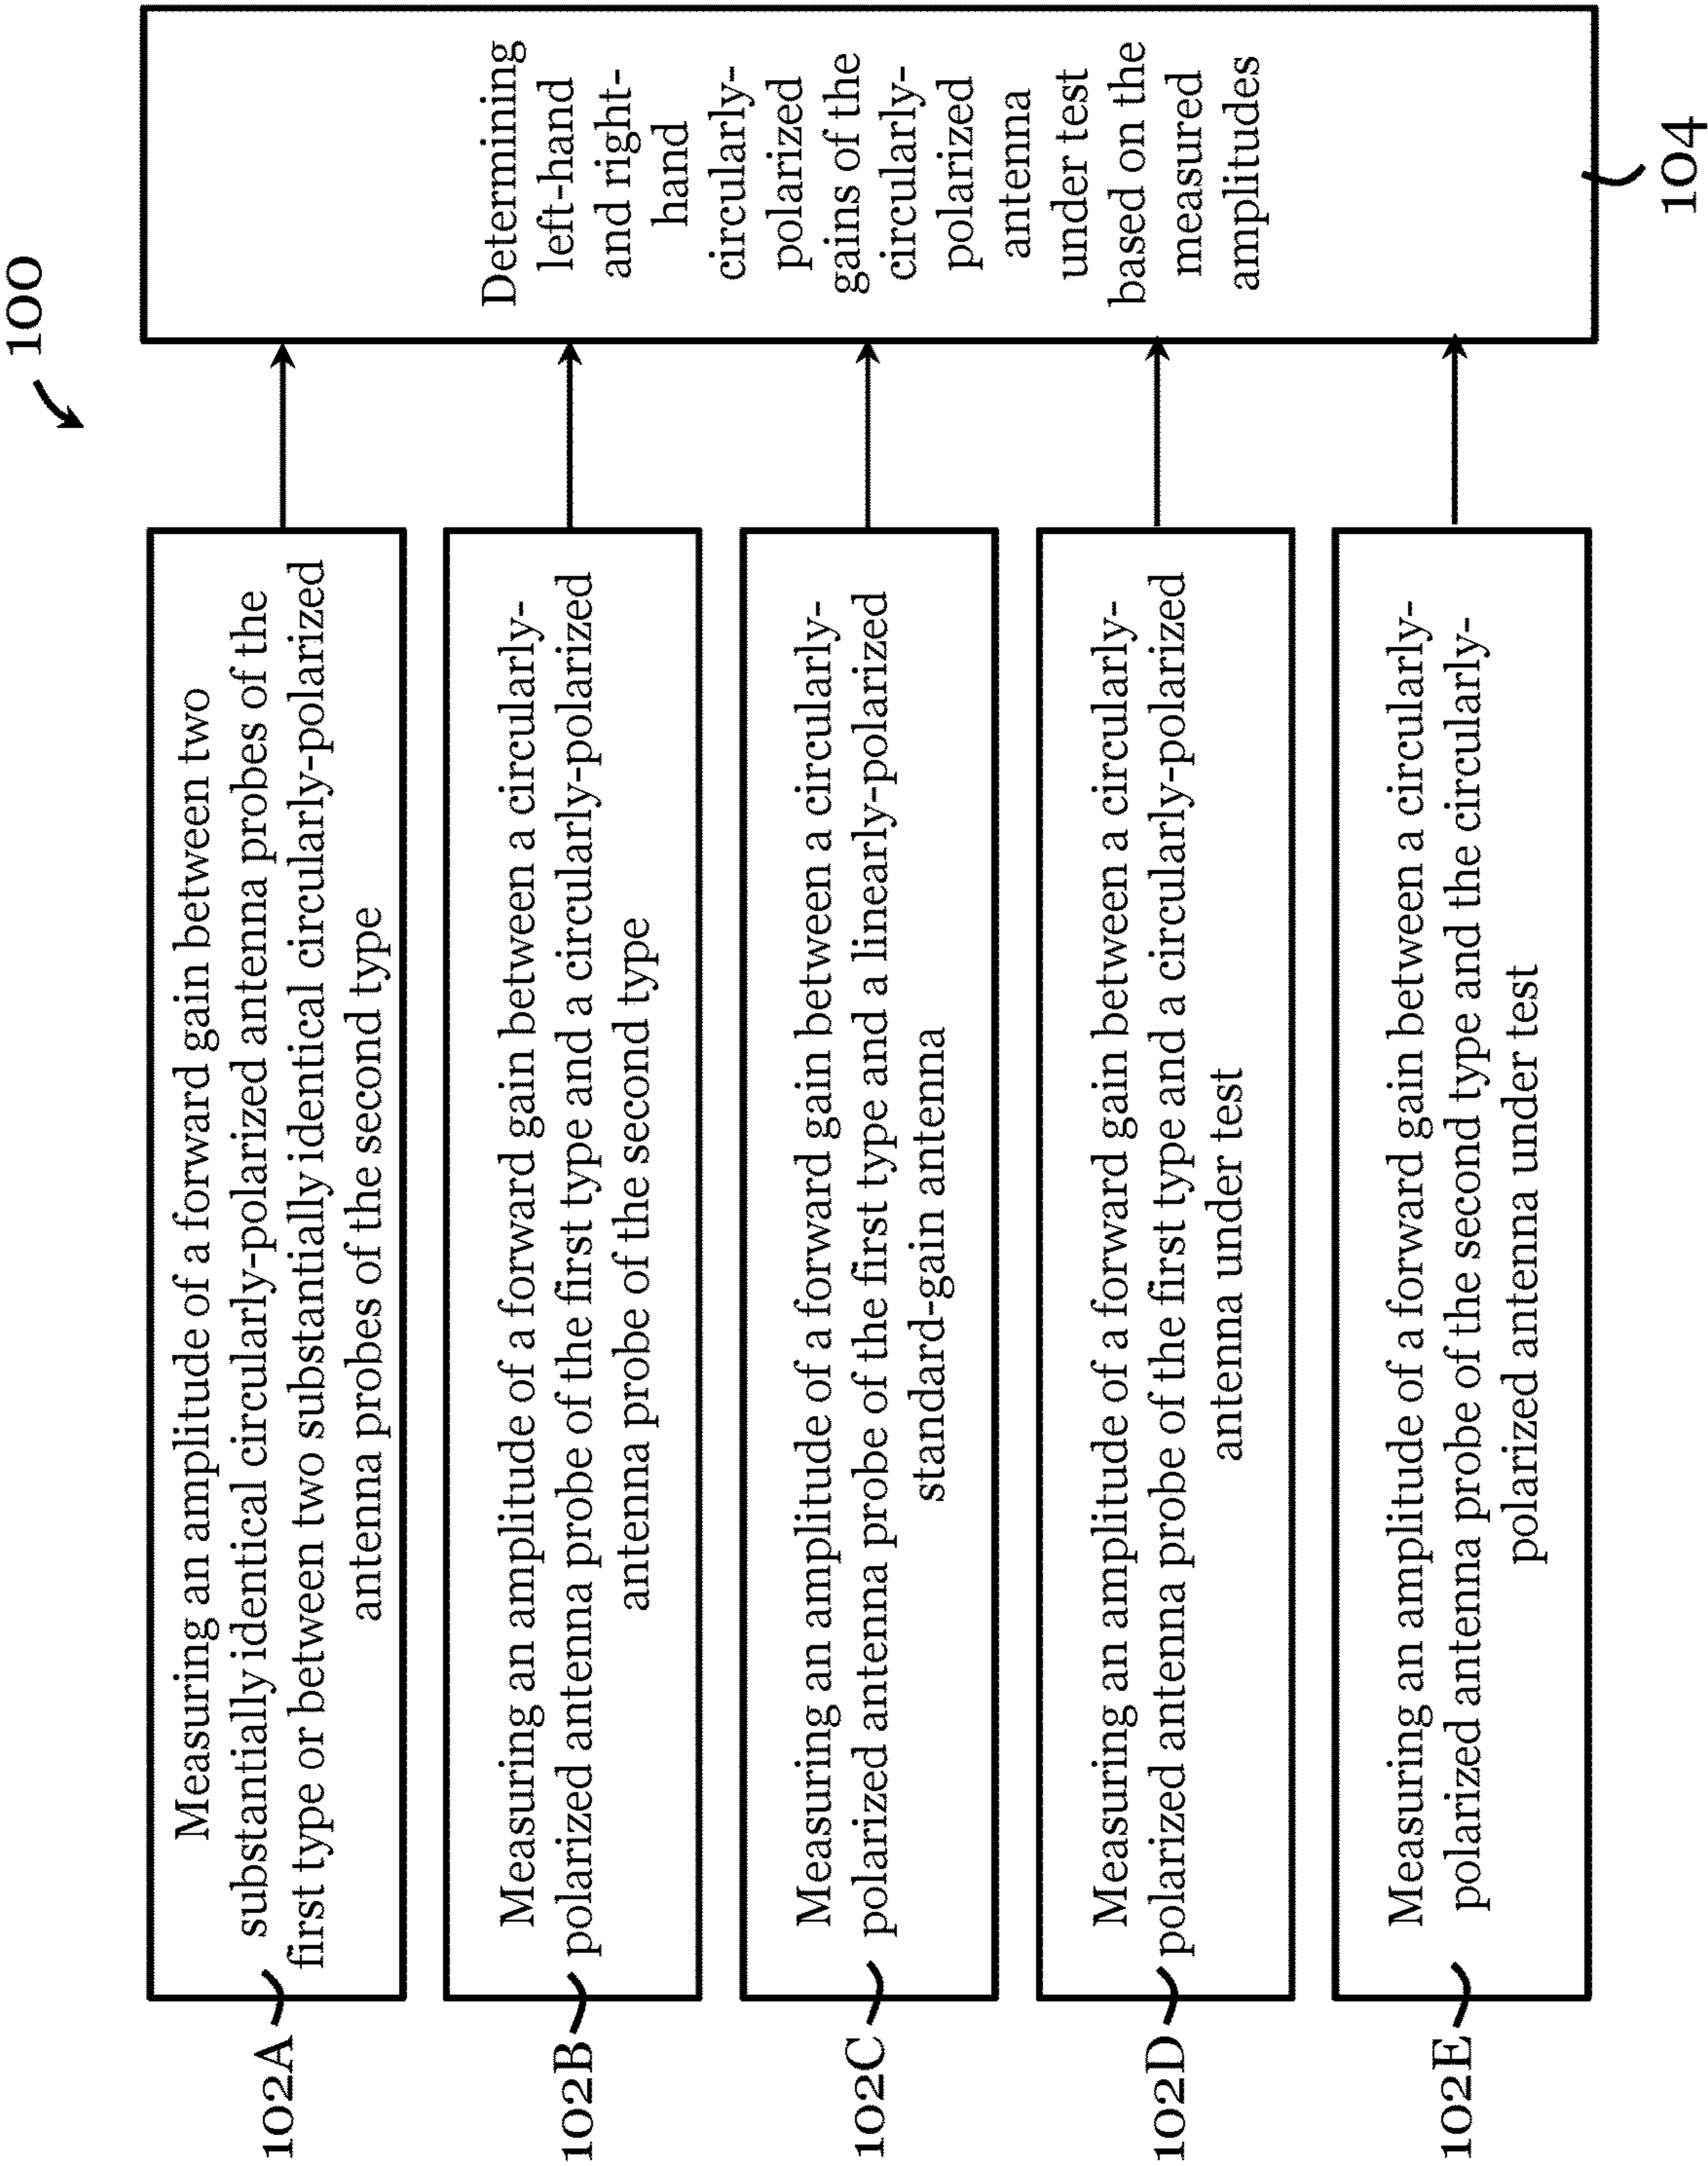 100
102A
Measuring an amplitude of a forward gain between two
substantially identical circularly-polarized antenna probes of the
first type or between two substantially identical circularly-polarized
antenna probes of the second type
102B
Measuring an amplitude of a forward gain between a circularly-
polarized antenna probe of the first type and a circularly-polarized
antenna probe of the second type
102C
Measuring an amplitude of a forward gain between a circularly-
polarized antenna probe of the first type and a linearly-polarized
standard-gain antenna
102D
Measuring an amplitude of a forward gain between a circularly-
polarized antenna probe of the first type and a circularly-polarized
antenna under test
102E
Measuring an amplitude of a forward gain between a circularly-
polarized antenna probe of the second type and the circularly-
polarized antenna under test
Determining
left-hand
and right-
hand
circularly-
polarized
gains of the
circularly-
polarized
antenna
under test
based on the
measured
amplitudes
104